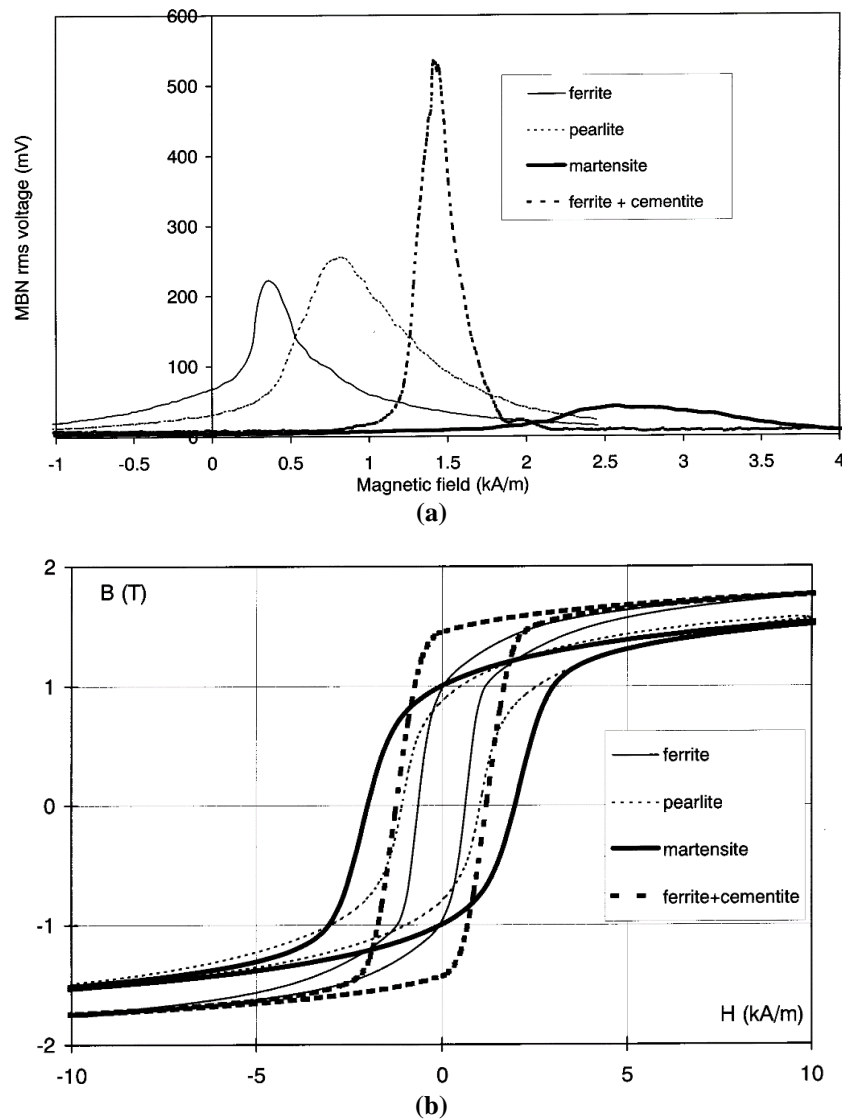 600
500
400
300
200
100
0
MBN rms voltage (mV)
ferrite
pearlite
martensite
ferrite + cementite
-1 -0.5 0 0.5 1 1.5 2 2.5 3 3.5 4
Magnetic field (kA/m)
(a)
2
B (T)
1
0
-1
-2
ferrite
pearlite
martensite
ferrite+cementite
H (kA/m)
-10 -5 0 5 10
(b)